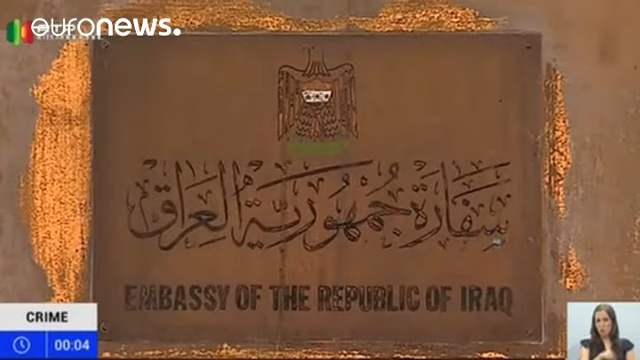 euronews.
سفارة جمهورية العراق
EMBASSY OF THE REPUBLIC OF IRAQ
CRIME
00:04